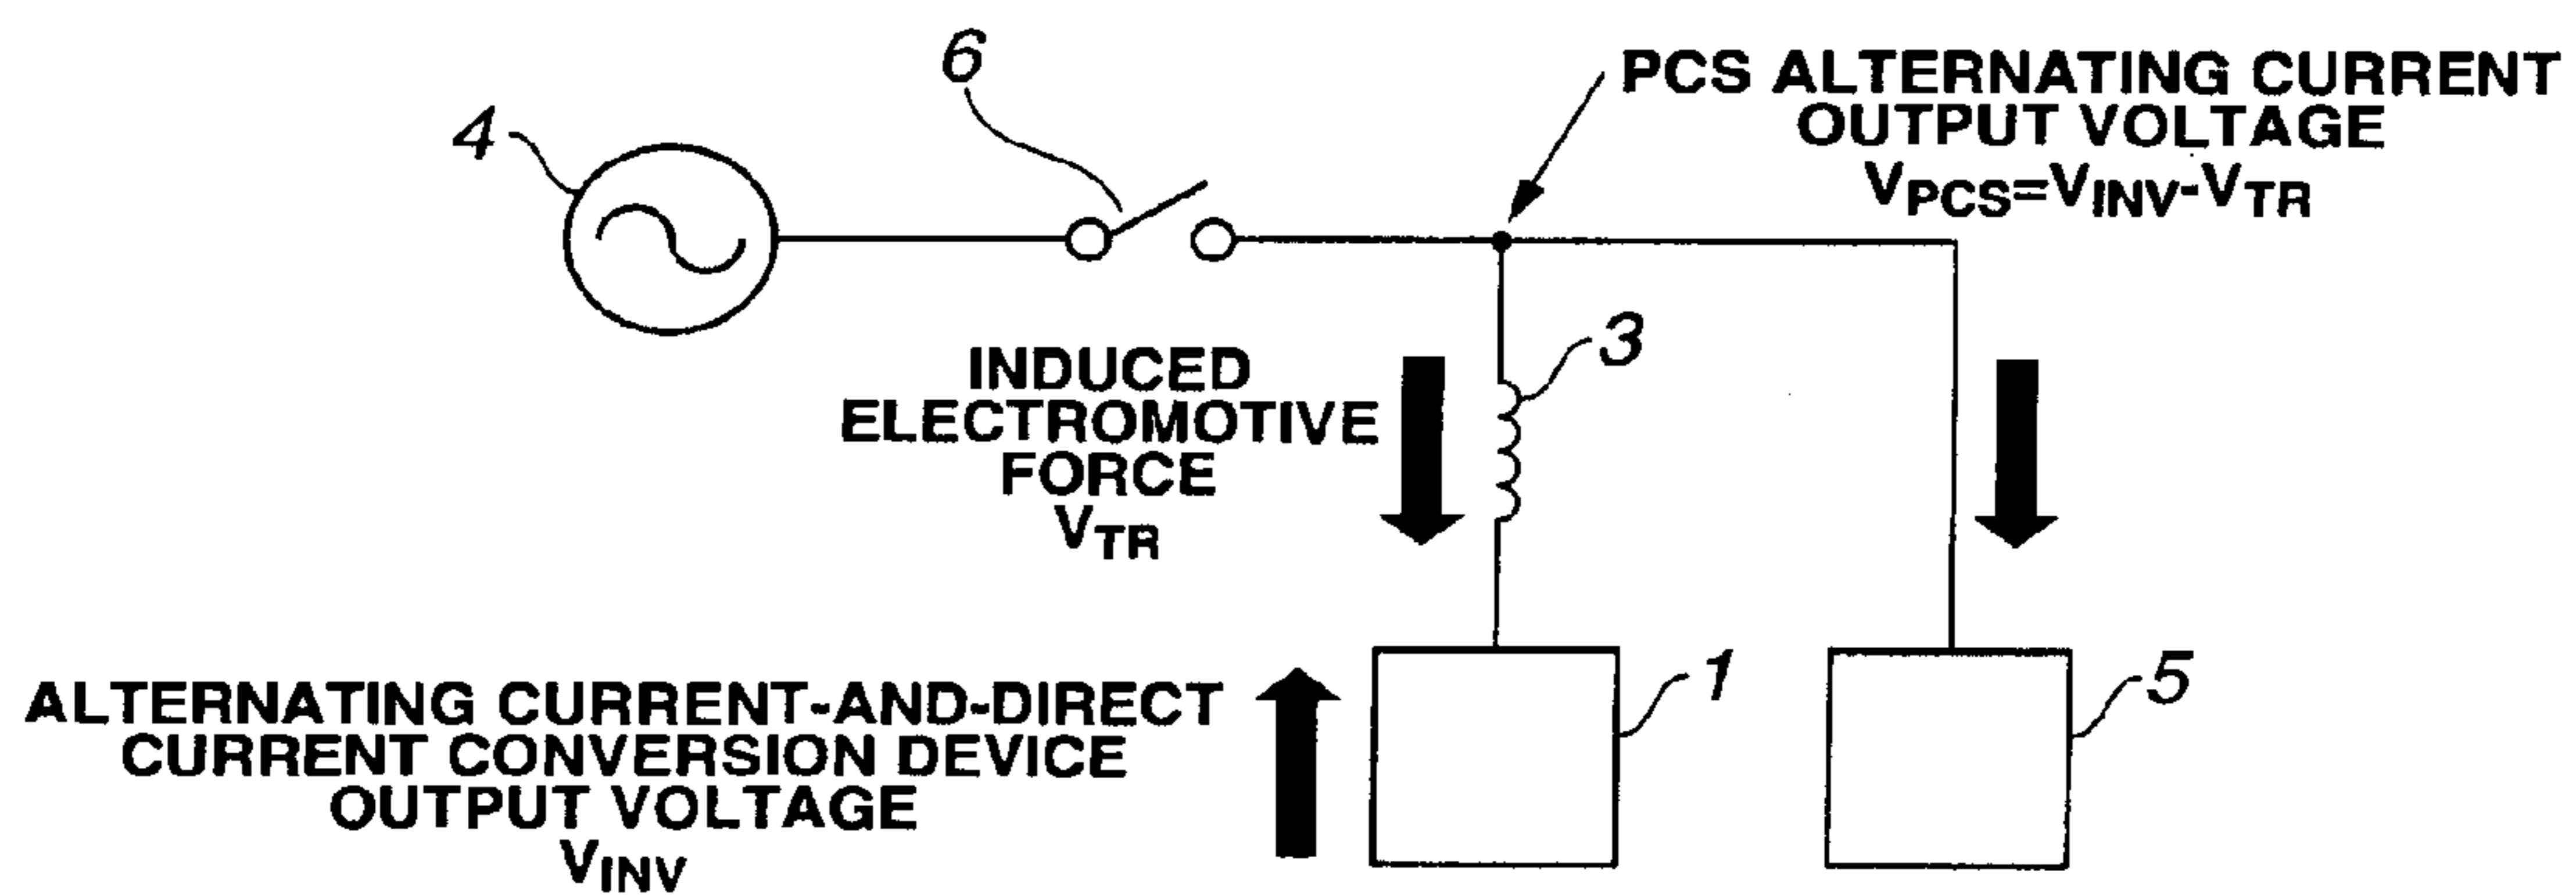 6
4
PCS ALTERNATING CURRENT
OUTPUT VOLTAGE
VPCS=VINV-VTR
3
INDUCED
ELECTROMOTIVE
FORCE
VTR
1
5
ALTERNATING CURRENT-AND-DIRECT
CURRENT CONVERSION DEVICE
OUTPUT VOLTAGE
VINV